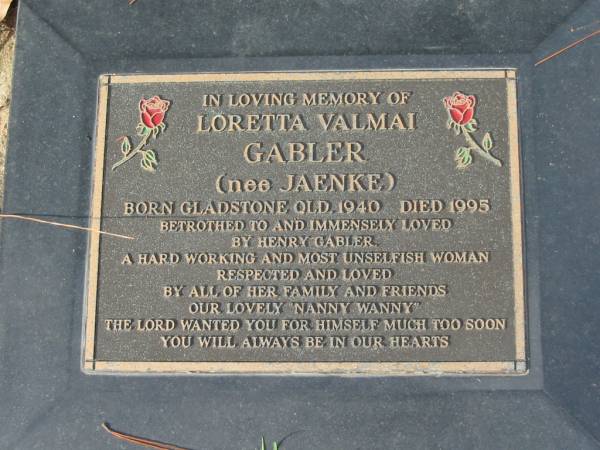 IN LOVING MEMORY OF
LORETTA VALMAI
GABLER
(nee JAENKE)
BORN GLADSTONE, QLD. 1940 DIED 1995
BETROTHED TO AND IMMENSELY LOVED
BY HENRY GABLER.
A HARD WORKING AND MOST UNSELFISH WOMAN
RESPECTED AND LOVED
BY ALL OF HER FAMILY AND FRIENDS
OUR LOVELY "NANNY WANNY"
THE LORD WANTED YOU FOR HIMSELF MUCH TOO SOON
YOU WILL ALWAYS BE IN OUR HEARTS